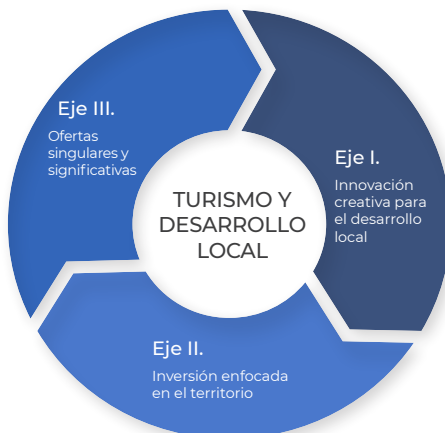 TURISMO Y
DESARROLLO
LOCAL
Eje I.
Innovación
creativa para
el desarrollo
local
Eje II.
Inversión enfocada
en el territorio
Eje III.
Ofertas
singulares y
significativas